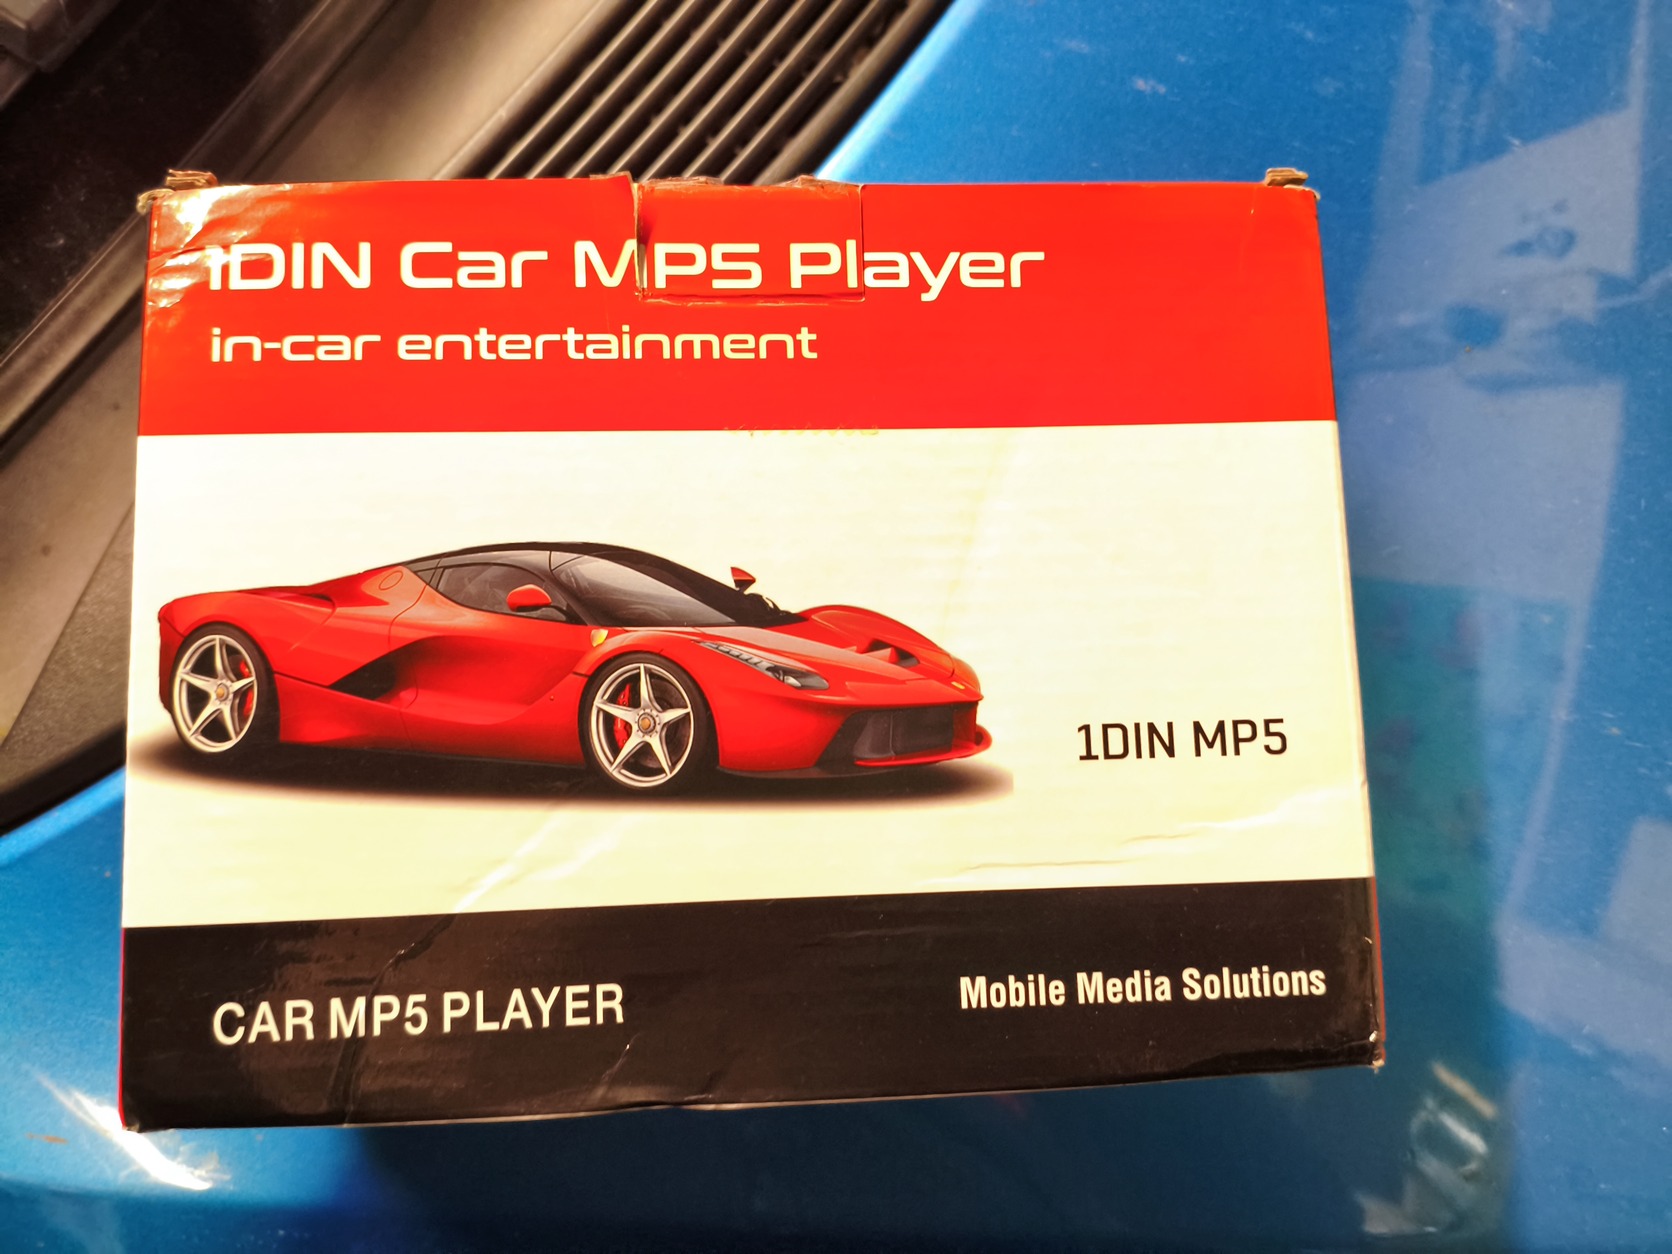 1DIN Car MP5 Player
in-car entertainment
1DIN MP5
CAR MP5 PLAYER
Mobile Media Solutions